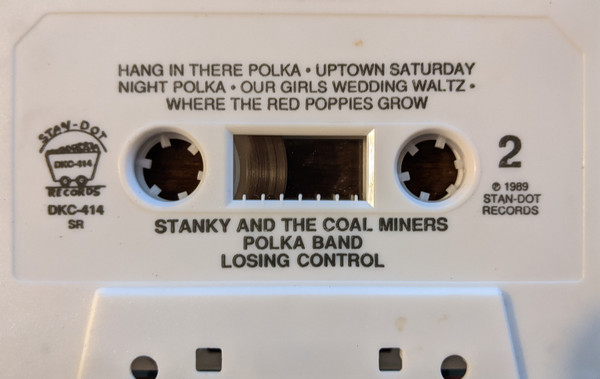 HANG IN THERE POLKA • UPTOWN SATURDAY
NIGHT POLKA • OUR GIRLS WEDDING WALTZ •
WHERE THE RED POPPIES GROW
STAN-DOT
DKC-414
RECORDS
DKC-414
SR
2
℗ 1989
STAN-DOT
RECORDS
STANKY AND THE COAL MINERS
POLKA BAND
LOSING CONTROL